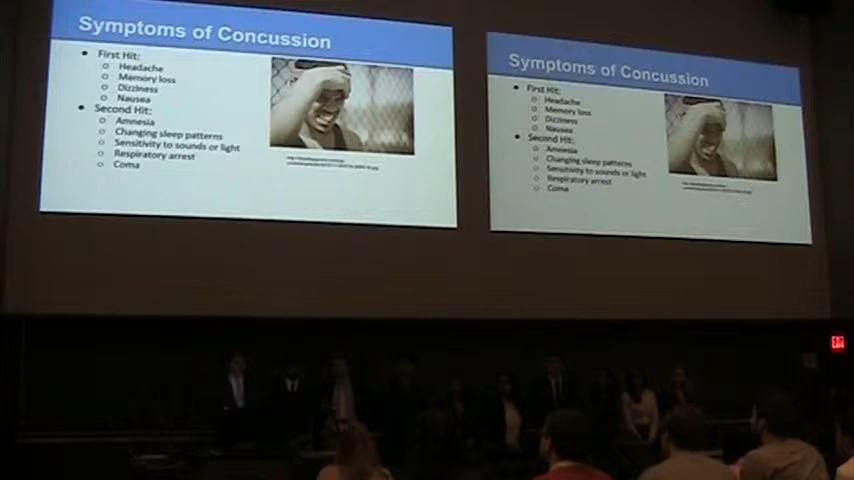 Symptoms of Concussion
First Hit:
Headache
Memory loss
Dizziness
Nausea
Second Hit:
Amnesia
Changing sleep patterns
Sensitivity to sounds or light
Respiratory arrest
Coma
Symptoms of Concussion
First Hit:
Headache
Memory loss
Dizziness
Nausea
Second Hit:
Amnesia
Changing sleep patterns
Sensitivity to sounds or light
Respiratory arrest
Coma